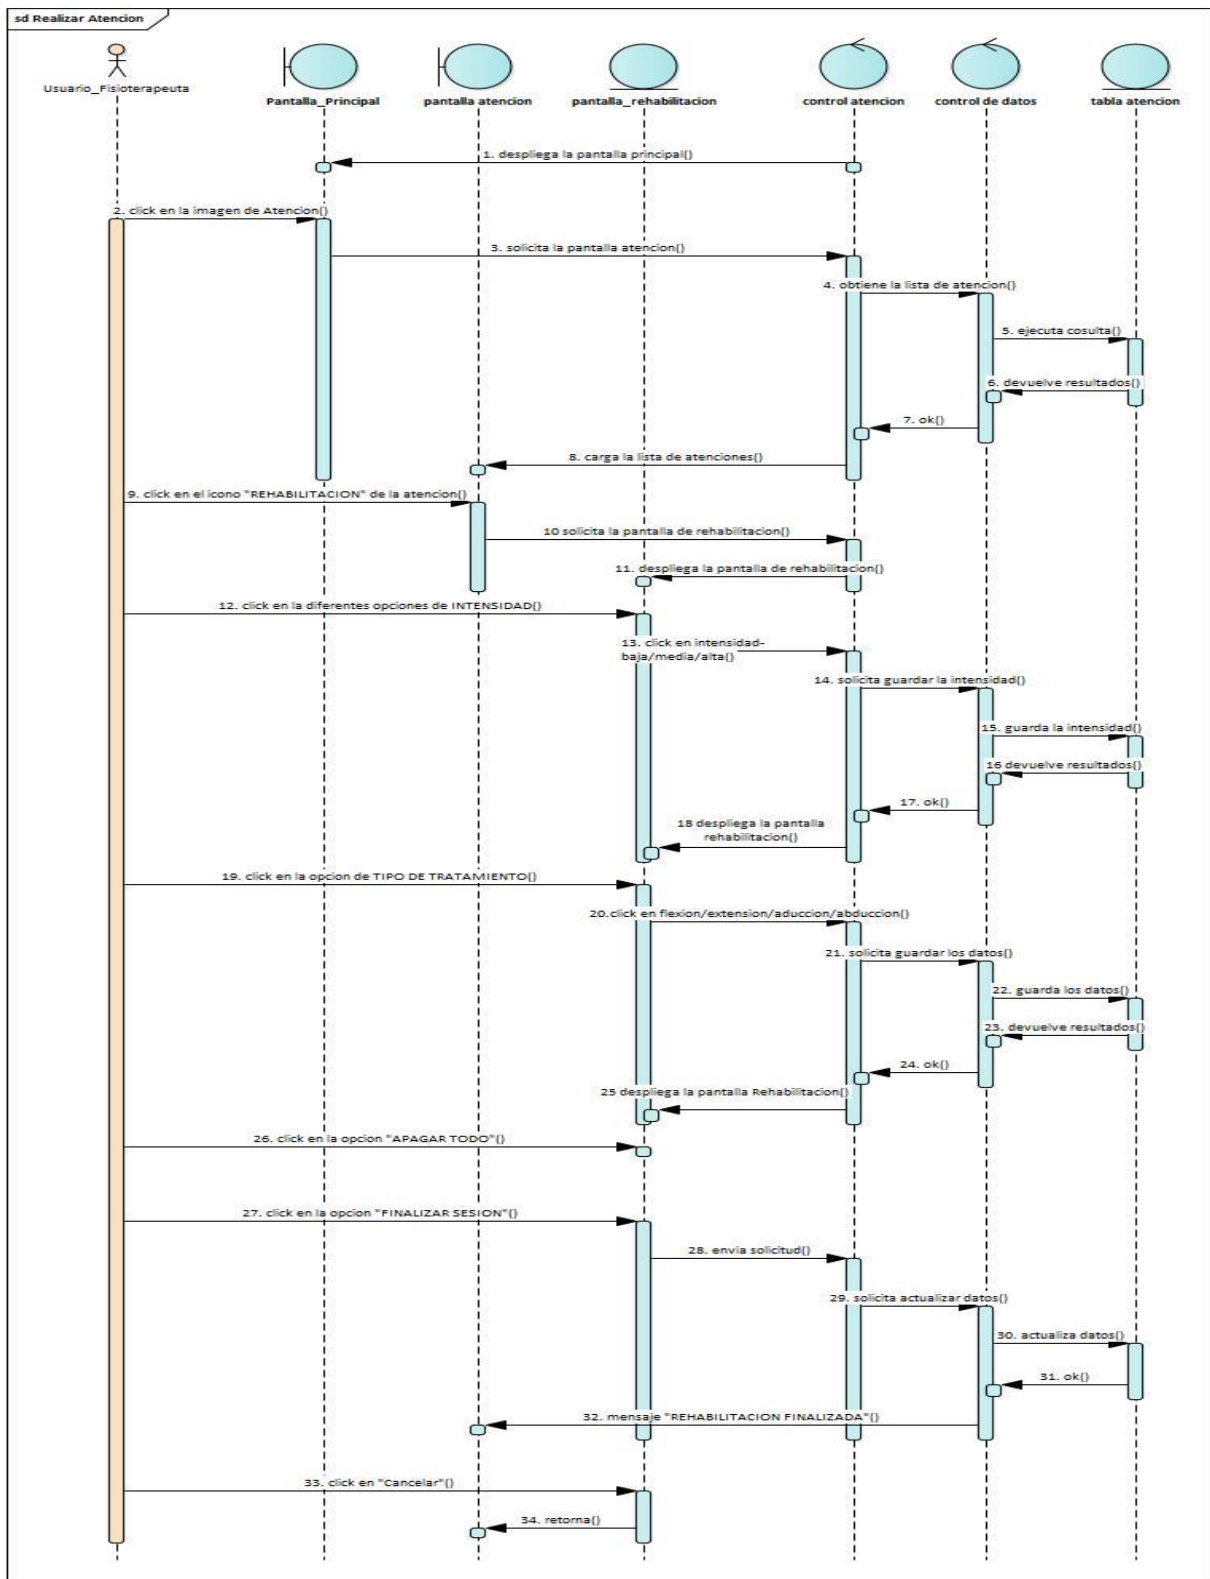 sd Realizar Atencion
Usuario_Fisioterapeuta
Pantalla_Principal
pantalla atencion
pantalla_rehabilitacion
control atencion
control de datos
tabla atencion
1. despliega la pantalla principal()
2. click en la imagen de Atencion()
3. solicita la pantalla atencion()
4. obtiene la lista de atencion()
5. ejecuta cosulta()
6. devuelve resultados()
7. ok()
8. carga la lista de atenciones()
9. click en el icono "REHABILITACION" de la atencion()
10 solicita la pantalla de rehabilitacion()
11. despliega la pantalla de rehabilitacion()
12. click en la diferentes opciones de INTENSIDAD()
13. click en intensidad-
baja/media/alta()
14. solicita guardar la intensidad()
15. guarda la intensidad()
16 devuelve resultados()
17. ok()
18 despliega la pantalla
rehabilitacion()
19. click en la opcion de TIPO DE TRATAMIENTO()
20.click en flexion/extension/aduccion/abduccion()
21. solicita guardar los datos()
22. guarda los datos()
23. devuelve resultados()
24. ok()
25 despliega la pantalla Rehabilitacion()
26. click en la opcion "APAGAR TODO"()
27. click en la opcion "FINALIZAR SESION"()
28. envia solicitud()
29. solicita actualizar datos()
30. actualiza datos()
31. ok()
32. mensaje "REHABILITACION FINALIZADA"()
33. click en "Cancelar"()
34. retorna()